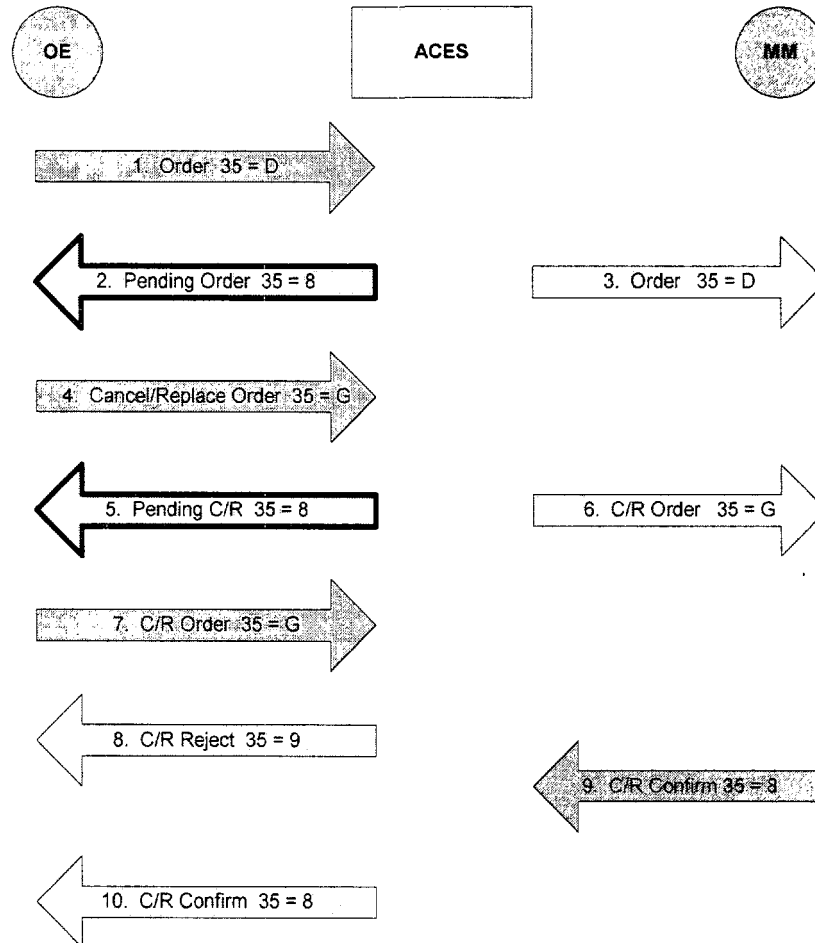 OE
ACES
MM
1. Order 35 = D
2. Pending Order 35 = 8
3. Order 35 = D
4. Cancel/Replace Order 35 = G
5. Pending C/R 35 = 8
6. C/R Order 35 = G
7. C/R Order 35 = G
8. C/R Reject 35 = 9
9. C/R Confirm 35 = 8
10. C/R Confirm 35 = 8